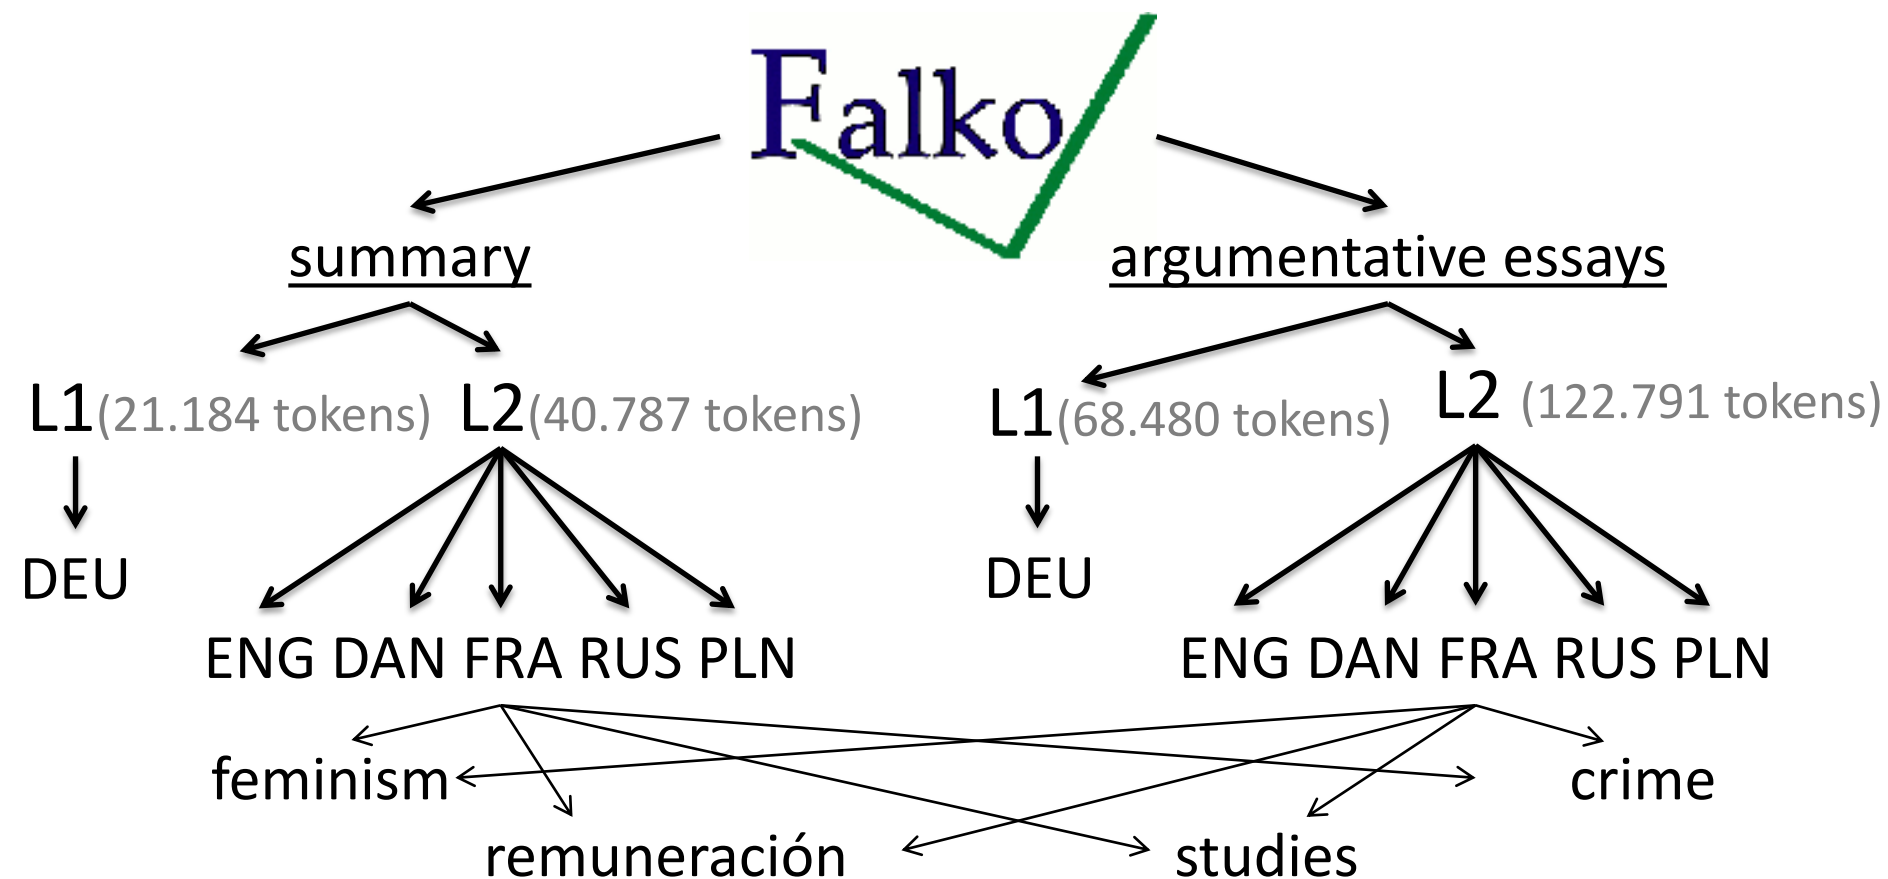 Falko
summary
argumentative essays
L1(21.184 tokens) L2(40.787 tokens)
L1(68.480 tokens) L2 (122.791 tokens)
DEU
DEU
ENG DAN FRA RUS PLN
ENG DAN FRA RUS PLN
feminism
crime
remuneración
studies